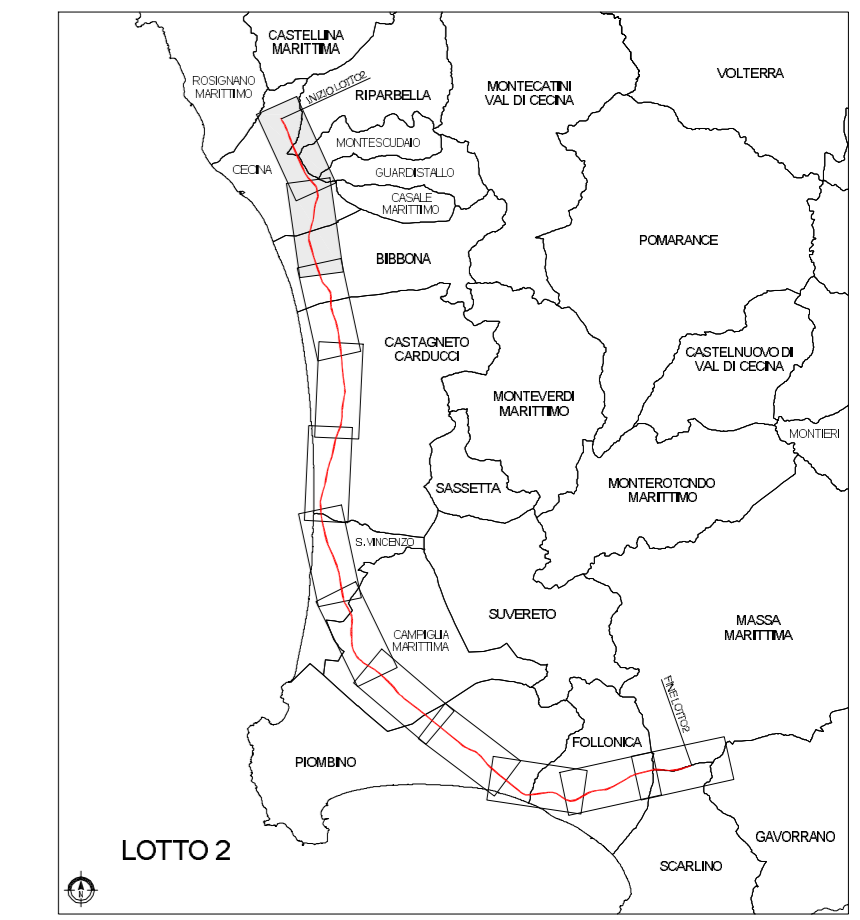 CASTELLINA
MARITTIMA
ROSIGNANO
MARITTIMO
INIZIO LOTTO2
RIPARBELLA
MONTECATINI
VAL DI CECINA
VOLTERRA
MONTESCUDAIO
CECINA
GUARDISTALLO
CASALE
MARITTIMO
POMARANCE
BIBBONA
CASTAGNETO
CARDUCCI
CASTELNUOVO DI
VAL DI CECINA
MONTEVERDI
MARITTIMO
MONTIERI
SASSETTA
MONTEROTONDO
MARITTIMO
S. VINCENZO
SUVERETO
CAMPIGLIA
MARITTIMA
MASSA
MARITTIMA
FINE LOTTO2
FOLLONICA
PIOMBINO
LOTTO 2
GAVORRANO
SCARLINO
N